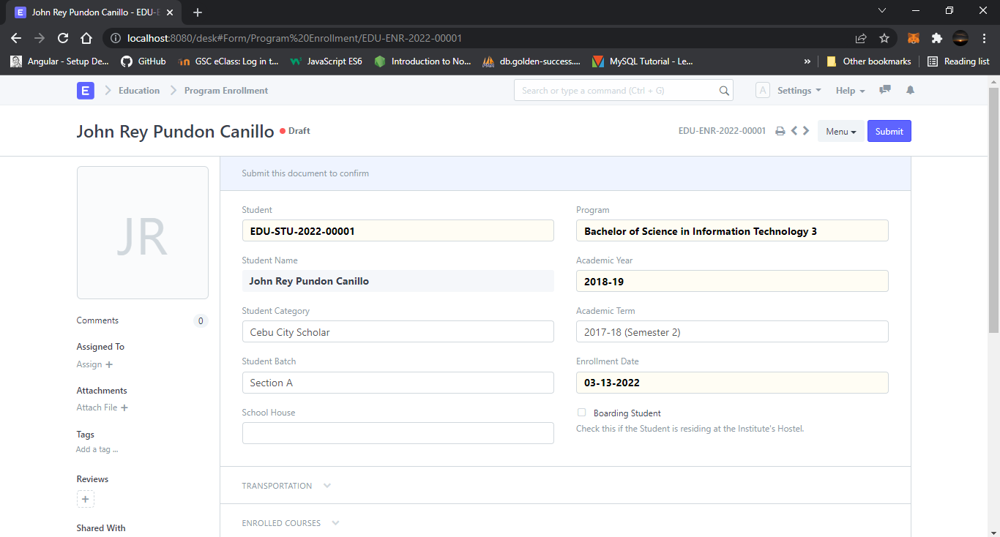 John Rey Pundon Canillo - EDU-E
localhost:8080/desk#Form/Program%20Enrollment/EDU-ENR-2022-00001
Angular - Setup De... GitHub GSC eClass: Log in t... JavaScript ES6 Introduction to No... db.golden-success.... MySQL Tutorial - Le... » Other bookmarks Reading list
E Education Program Enrollment Search or type a command (Ctrl + G) A Settings Help
John Rey Pundon Canillo Draft EDU-ENR-2022-00001 Menu Submit
JR
Comments 0
Assigned To
Assign +
Attachments
Attach File +
Tags
Add a tag ...
Reviews
+
Shared With
Submit this document to confirm
Student
EDU-STU-2022-00001
Student Name
John Rey Pundon Canillo
Student Category
Cebu City Scholar
Student Batch
Section A
School House
Program
Bachelor of Science in Information Technology 3
Academic Year
2018-19
Academic Term
2017-18 (Semester 2)
Enrollment Date
03-13-2022
Boarding Student
Check this if the Student is residing at the Institute's Hostel.
TRANSPORTATION
ENROLLED COURSES